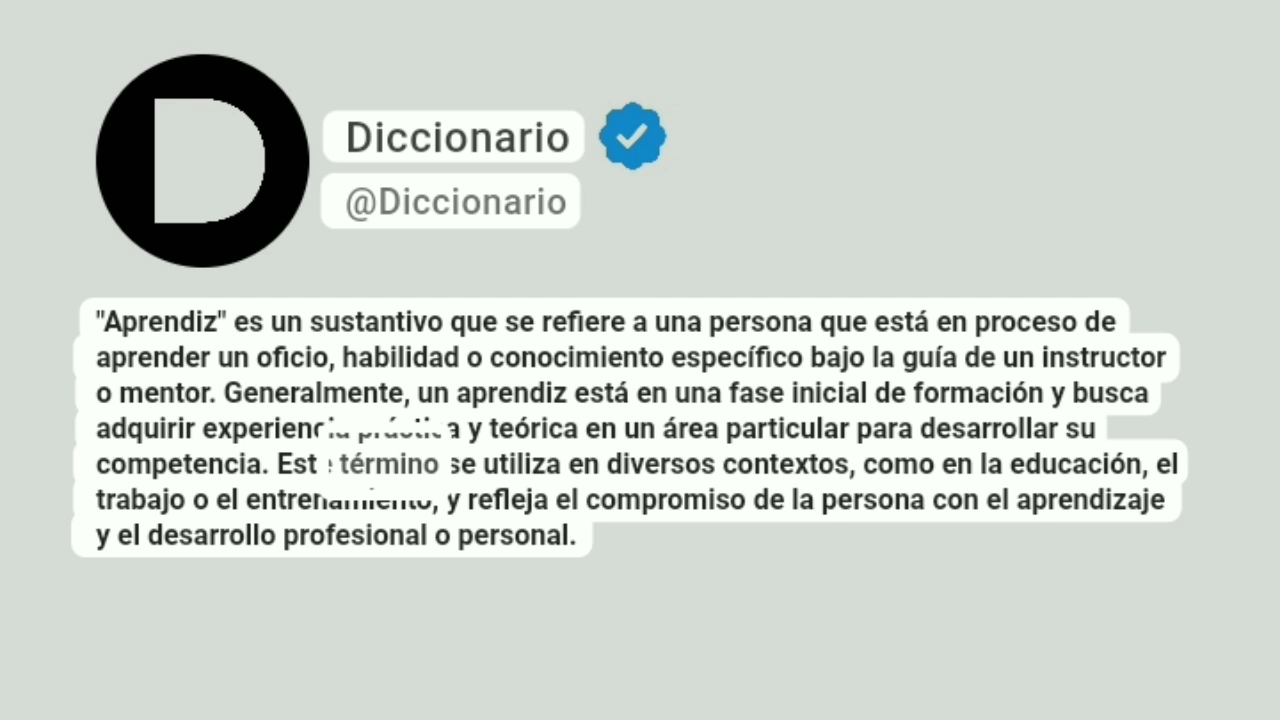 Diccionario
@Diccionario
"Aprendiz" es un sustantivo que se refiere a una persona que está en proceso de
aprender un oficio, habilidad o conocimiento específico bajo la guía de un instructor
o mentor. Generalmente, un aprendiz está en una fase inicial de formación y busca
adquirir experiencia práctica y teórica en un área particular para desarrollar su
competencia. Este término se utiliza en diversos contextos, como en la educación, el
trabajo o el entrenamiento, y refleja el compromiso de la persona con el aprendizaje
y el desarrollo profesional o personal.